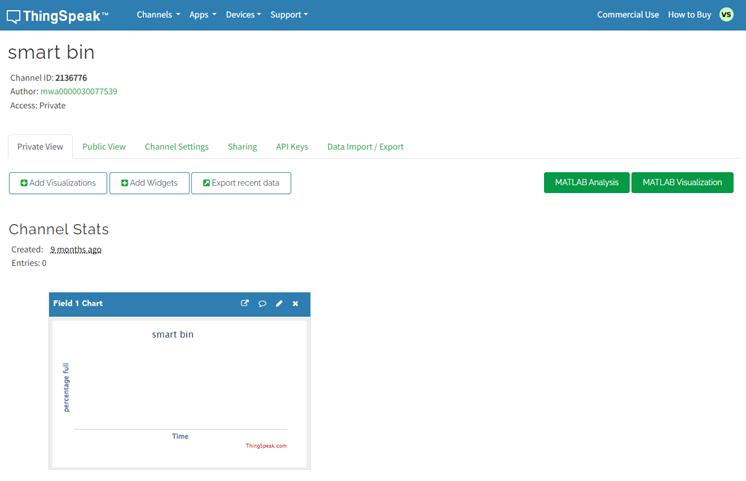 ThingSpeak™ Channels Apps Devices Support Commercial Use How to Buy VS
smart bin
Channel ID: 2136776
Author: mwa0000030077539
Access: Private
Private View Public View Channel Settings Sharing API Keys Data Import / Export
Add Visualizations Add Widgets Export recent data MATLAB Analysis MATLAB Visualization
Channel Stats
Created: 9 months ago
Entries: 0
Field 1 Chart
smart bin
percentage full
Time
ThingSpeak.com